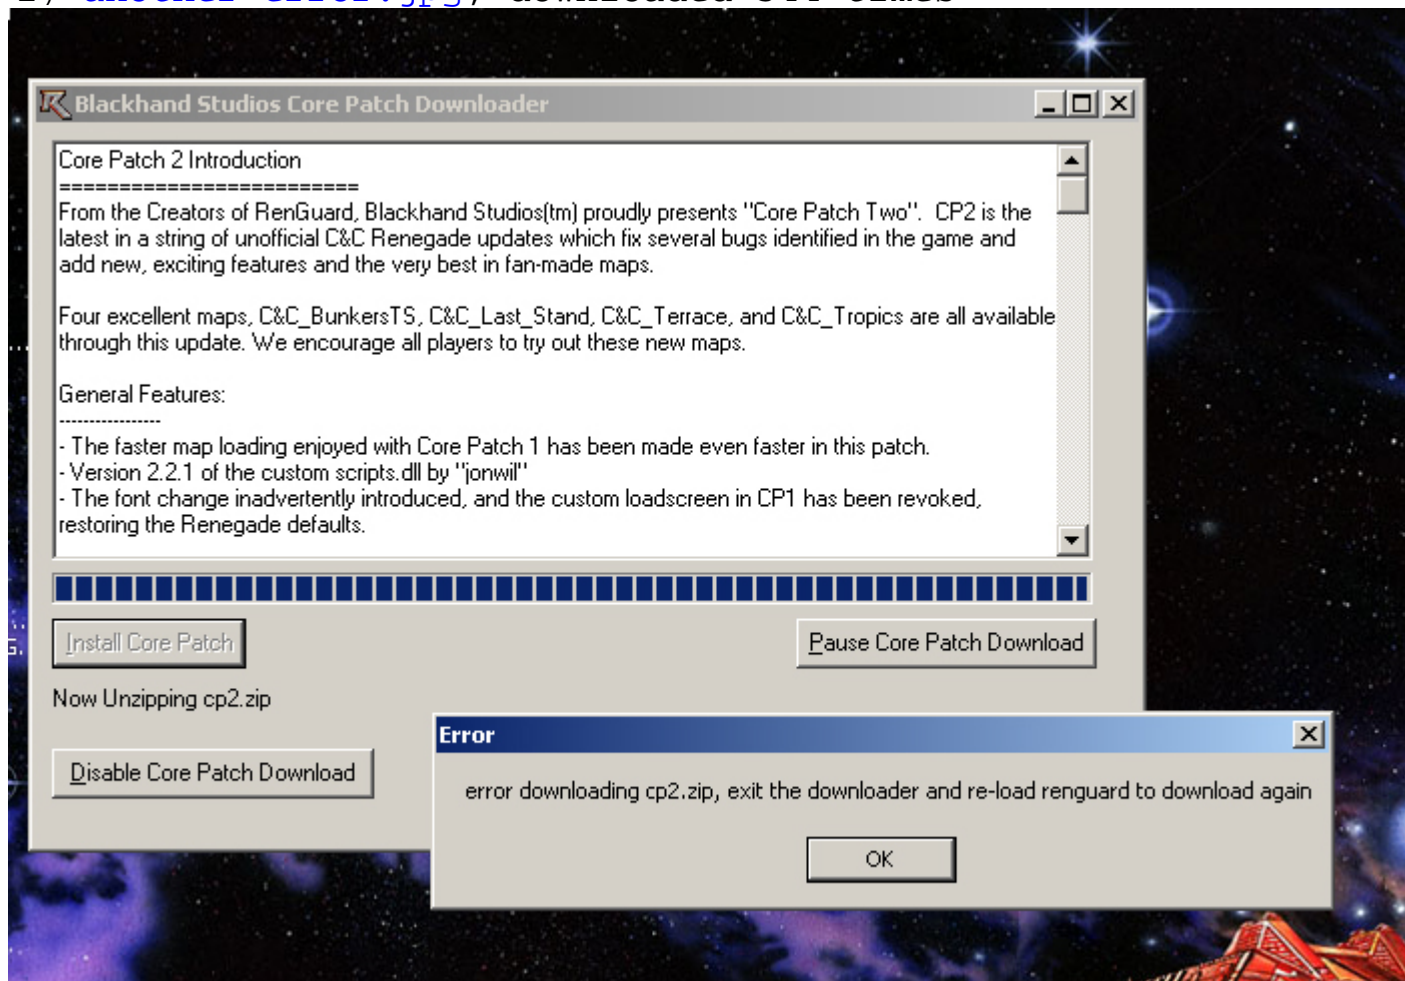 Blackhand Studios Core Patch Downloader
Core Patch 2 Introduction
==========================
From the Creators of RenGuard, Blackhand Studios(tm) proudly presents "Core Patch Two".  CP2 is the
latest in a string of unofficial C&C Renegade updates which fix several bugs identified in the game and
add new, exciting features and the very best in fan-made maps.
Four excellent maps, C&C_BunkersTS, C&C_Last_Stand, C&C_Terrace, and C&C_Tropics are all available
through this update. We encourage all players to try out these new maps.
General Features:
----------------
- The faster map loading enjoyed with Core Patch 1 has been made even faster in this patch.
- Version 2.2.1 of the custom scripts.dll by "jonwil"
- The font change inadvertently introduced, and the custom loadscreen in CP1 has been revoked,
restoring the Renegade defaults.
Install Core Patch
Pause Core Patch Download
Now Unzipping cp2.zip
Disable Core Patch Download
Error
error downloading cp2.zip, exit the downloader and re-load renguard to download again
OK